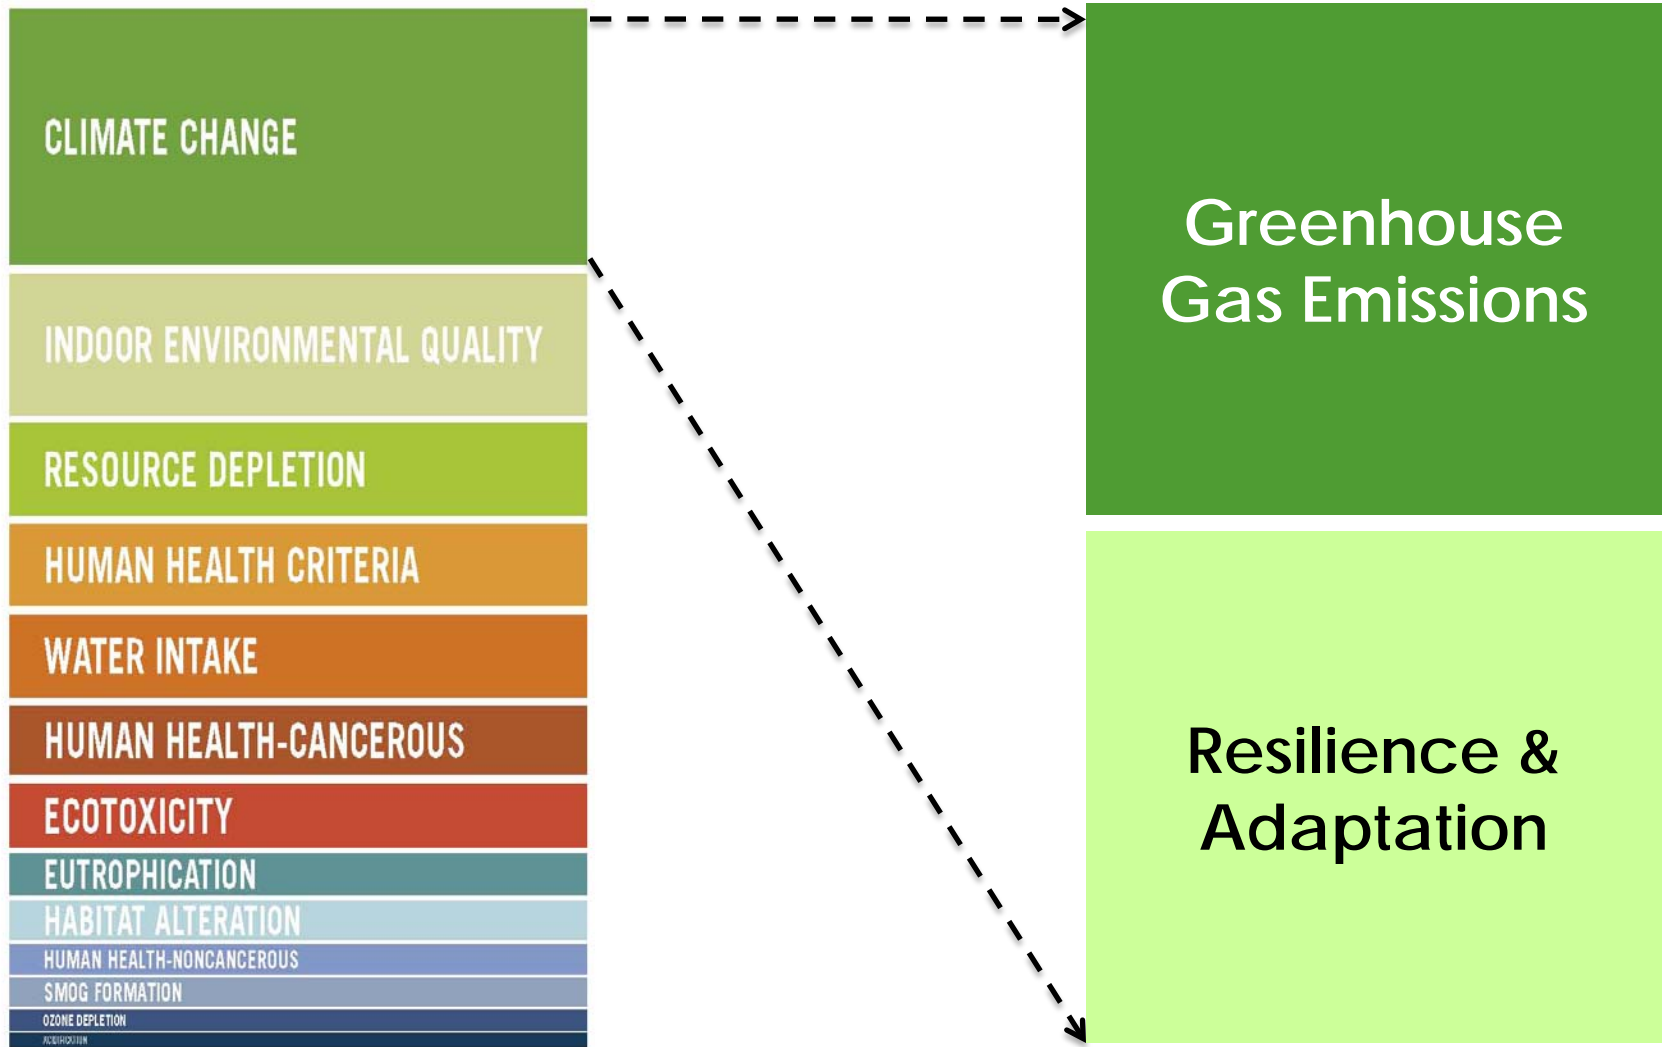 CLIMATE CHANGE
INDOOR ENVIRONMENTAL QUALITY
RESOURCE DEPLETION
HUMAN HEALTH CRITERIA
WATER INTAKE
HUMAN HEALTH-CANCEROUS
ECOTOXICITY
EUTROPHICATION
HABITAT ALTERATION
HUMAN HEALTH-NONCANCEROUS
SMOG FORMATION
OZONE DEPLETION
ACIDIFICATION
Greenhouse
Gas Emissions
Resilience &
Adaptation